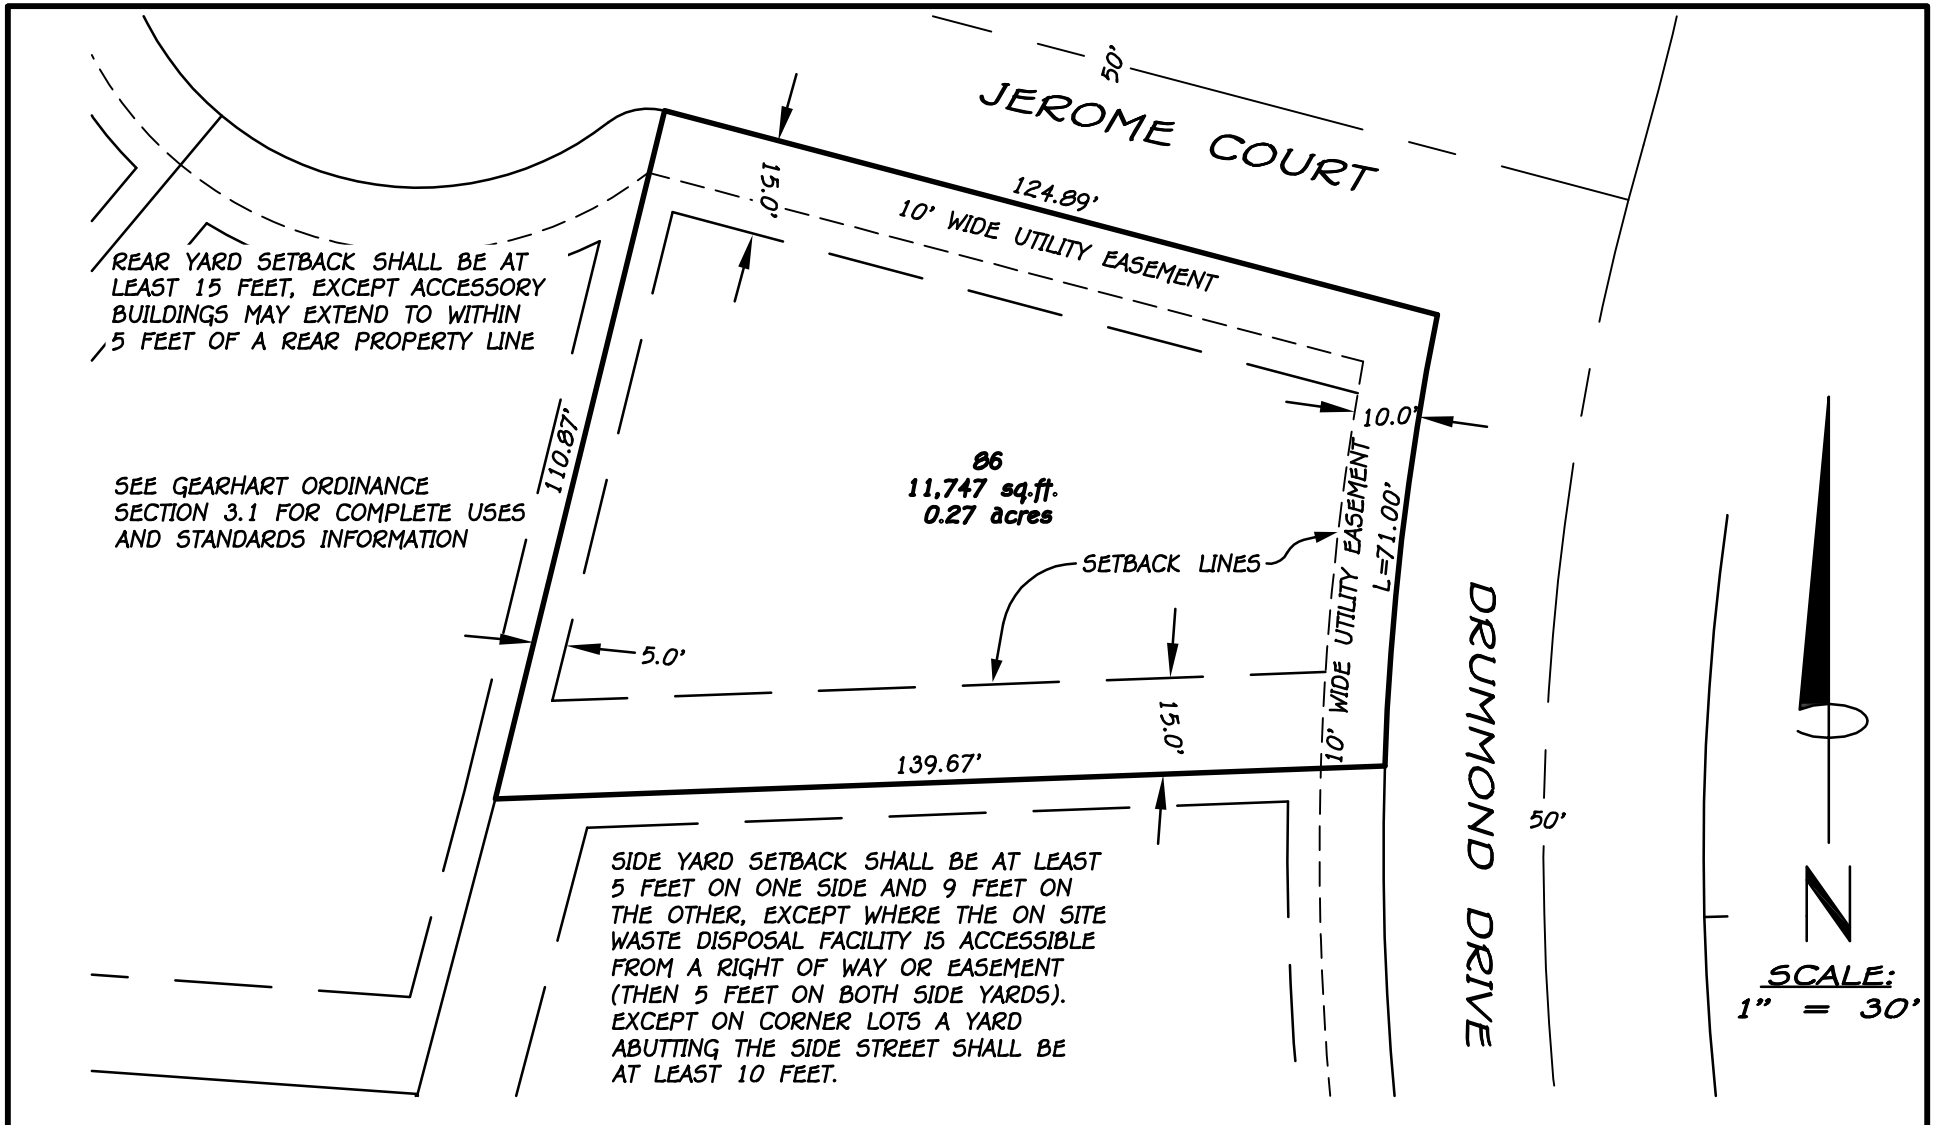 50'
JEROME COURT
124.89'
10' WIDE UTILITY EASEMENT
15.0'
REAR YARD SETBACK SHALL BE AT
LEAST 15 FEET, EXCEPT ACCESSORY
BUILDINGS MAY EXTEND TO WITHIN
5 FEET OF A REAR PROPERTY LINE
110.87'
10.0'
86
11,747 sq.ft.
0.27 acres
SEE GEARHART ORDINANCE
SECTION 3.1 FOR COMPLETE USES
AND STANDARDS INFORMATION
SETBACK LINES
10' WIDE UTILITY EASEMENT
L=71.00'
5.0'
15.0'
139.67'
DRUMMOND DRIVE
50'
SIDE YARD SETBACK SHALL BE AT LEAST
5 FEET ON ONE SIDE AND 9 FEET ON
THE OTHER, EXCEPT WHERE THE ON SITE
WASTE DISPOSAL FACILITY IS ACCESSIBLE
FROM A RIGHT OF WAY OR EASEMENT
(THEN 5 FEET ON BOTH SIDE YARDS).
EXCEPT ON CORNER LOTS A YARD
ABUTTING THE SIDE STREET SHALL BE
AT LEAST 10 FEET.
N
SCALE:
1" = 30'